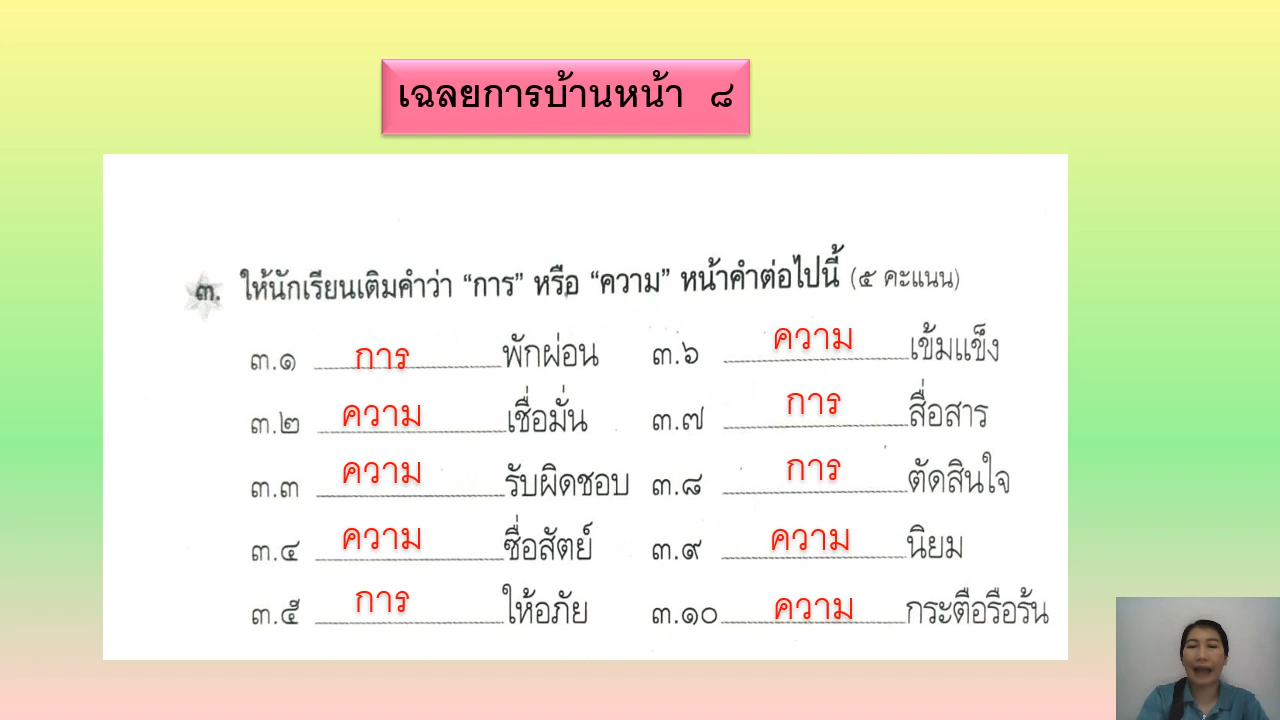 เฉลยการบ้านหน้า ๘
๓. ให้นักเรียนเติมคำว่า “การ” หรือ “ความ” หน้าคำต่อไปนี้ (๕ คะแนน)
๓.๑ การ พักผ่อน ๓.๖ ความ เข้มแข็ง
๓.๒ ความ เชื่อมั่น ๓.๗ การ สื่อสาร
๓.๓ ความ รับผิดชอบ ๓.๘ การ ตัดสินใจ
๓.๔ ความ ซื่อสัตย์ ๓.๙ ความ นิยม
๓.๕ การ ให้อภัย ๓.๑๐ ความ กระตือรือร้น